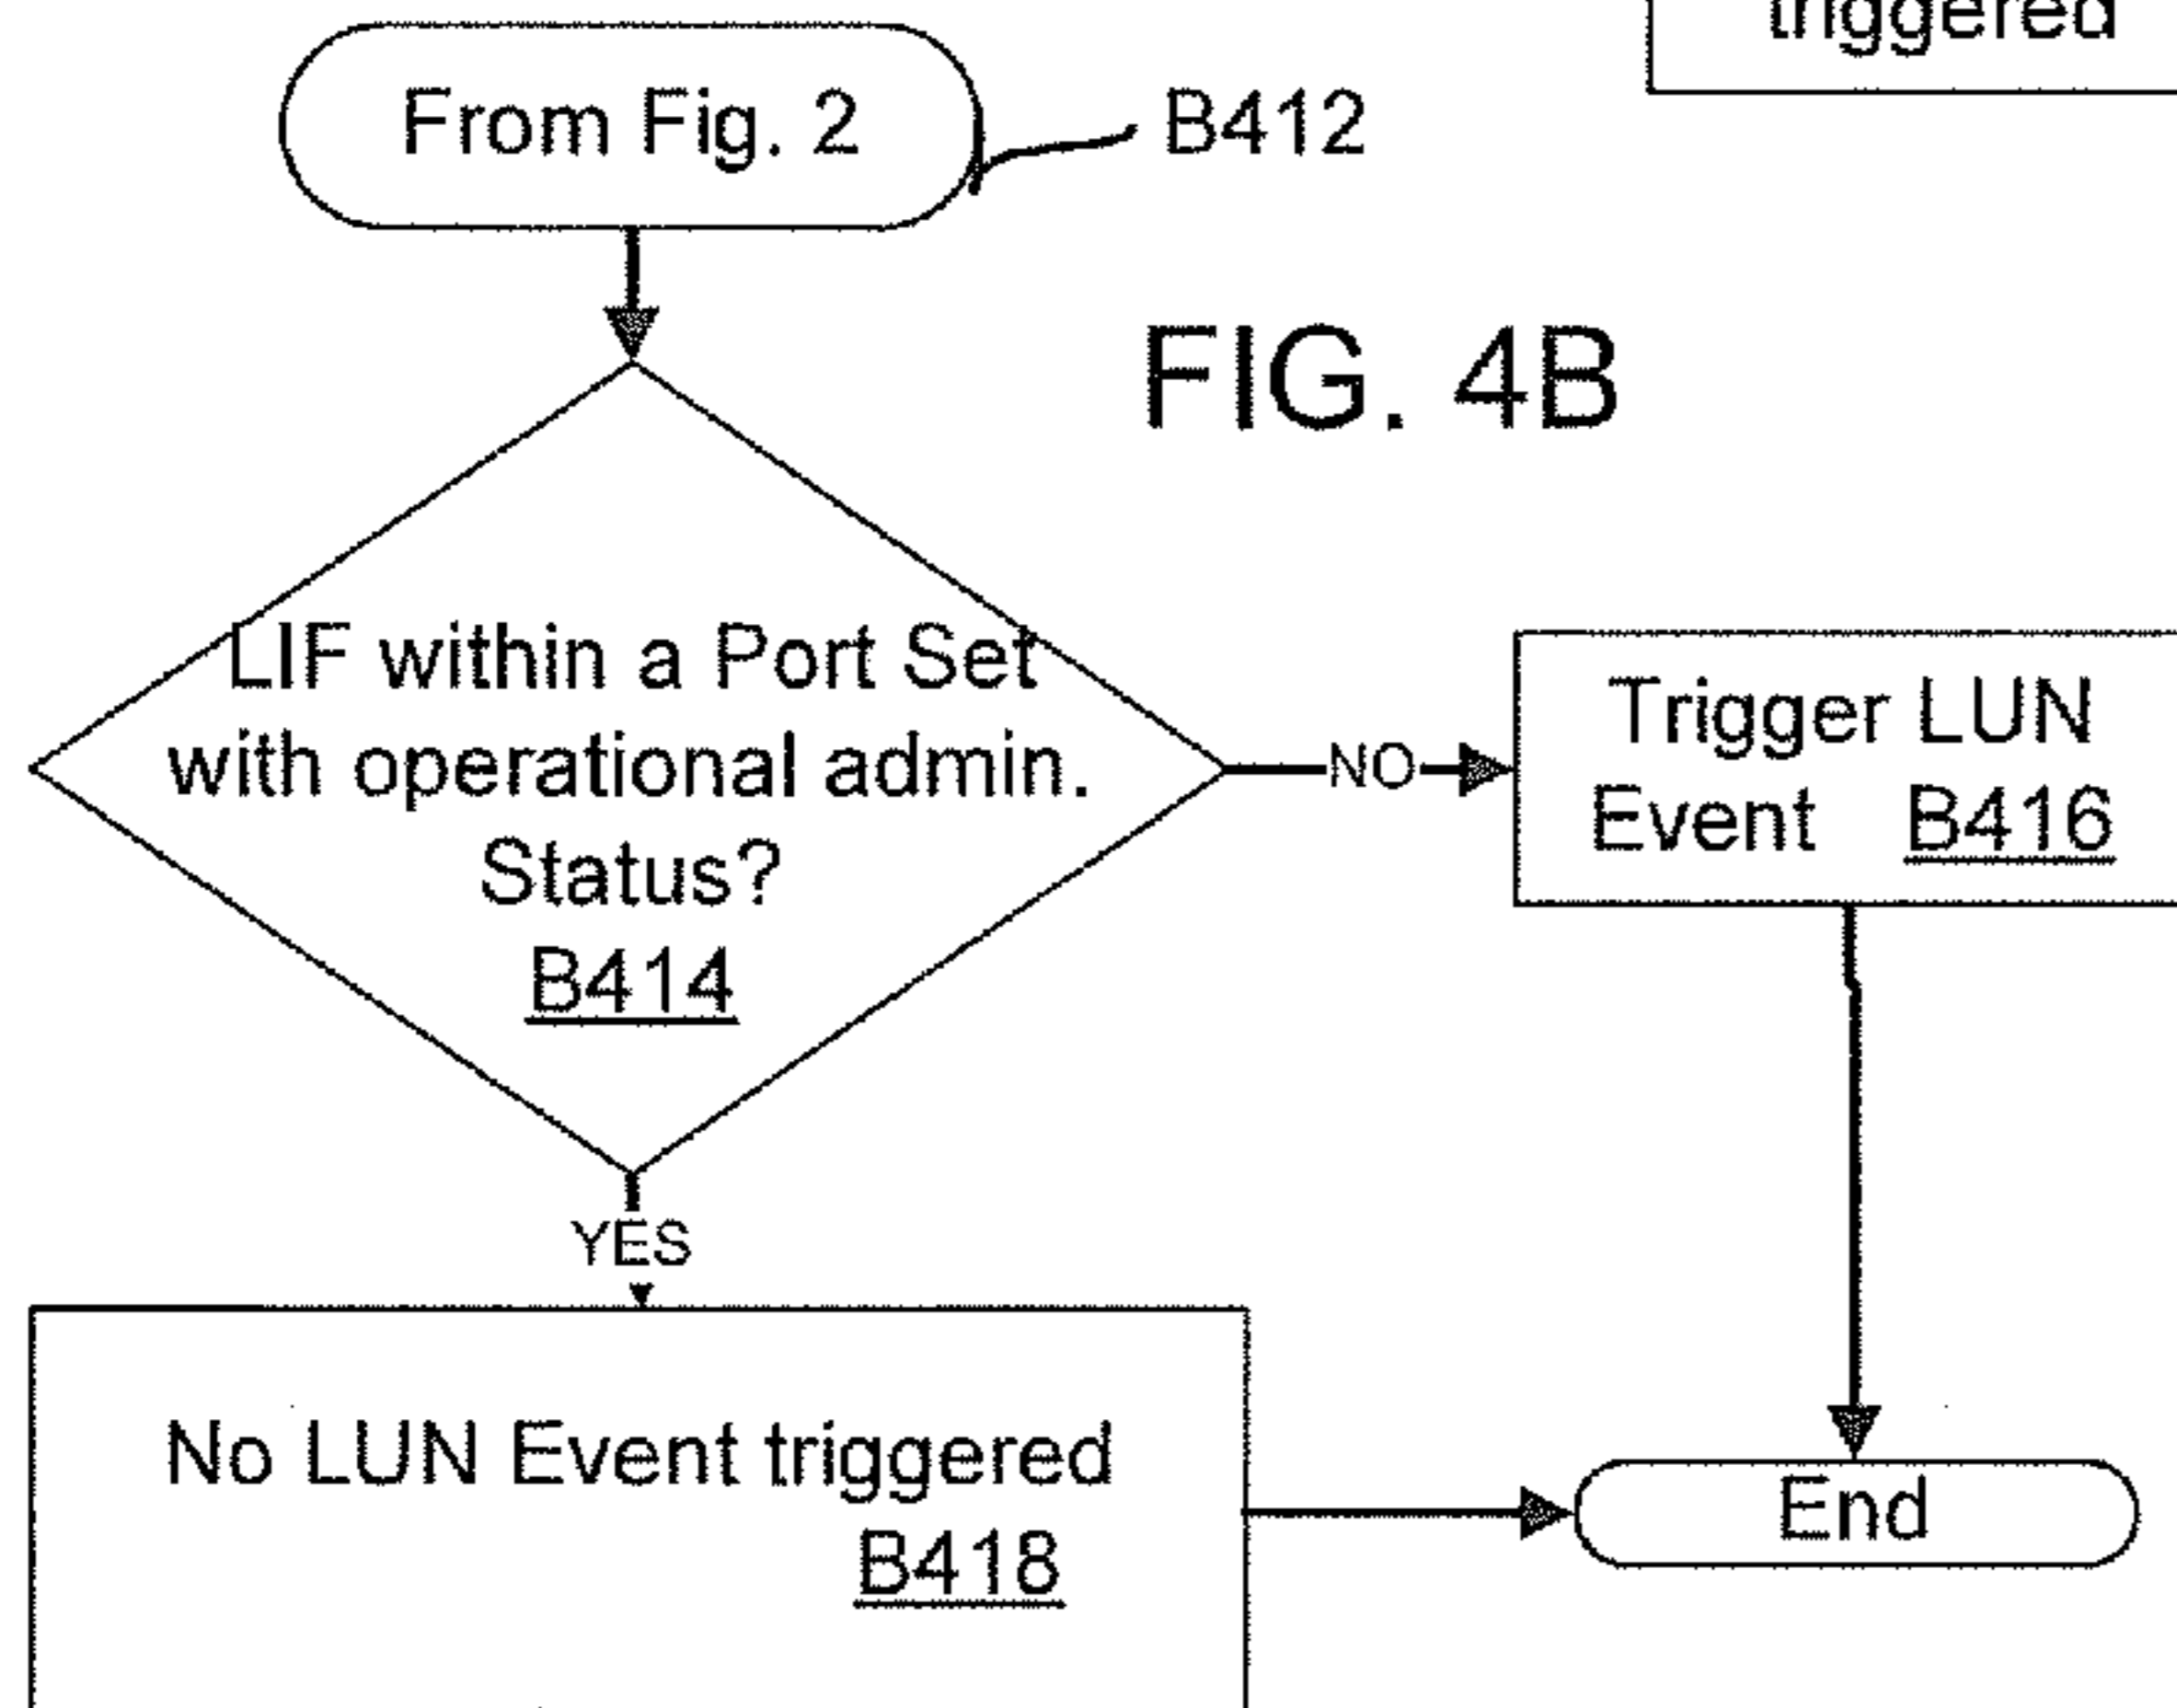 triggered
From Fig. 2
B412
FIG. 4B
LIF within a Port Set
with operational admin.
Status?
B414
NO
Trigger LUN
Event B416
YES
No LUN Event triggered
B418
End